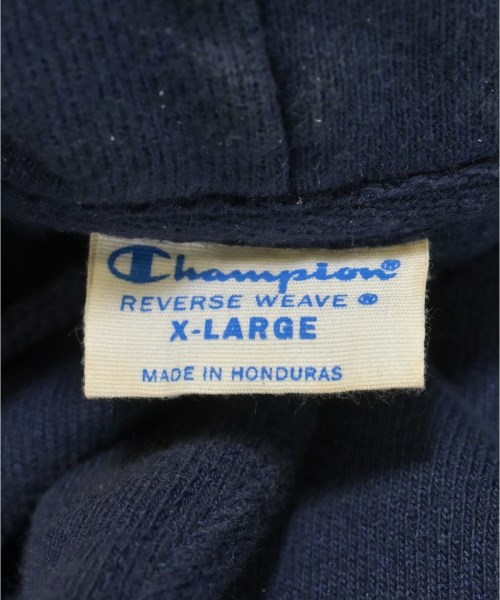 Champion®
REVERSE WEAVE ®
X-LARGE
MADE IN HONDURAS